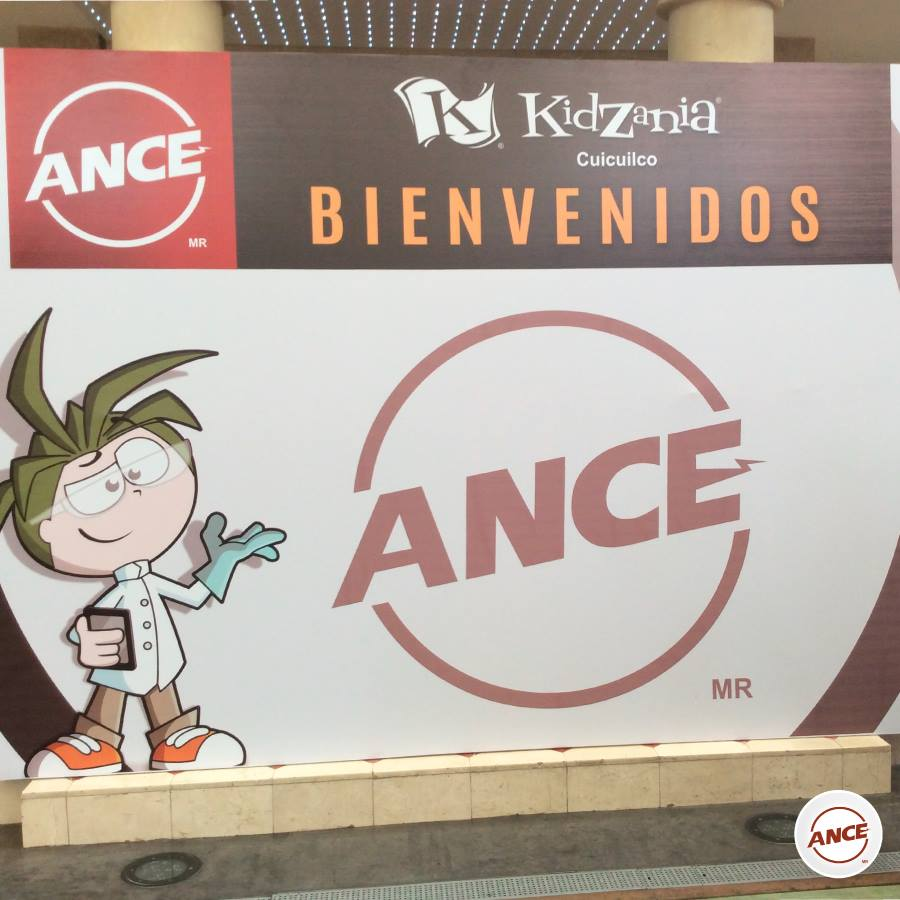 ANCE
MR
K
KidZania
Cuicuilco
BIENVENIDOS
ANCE
MR
ANCE
MR